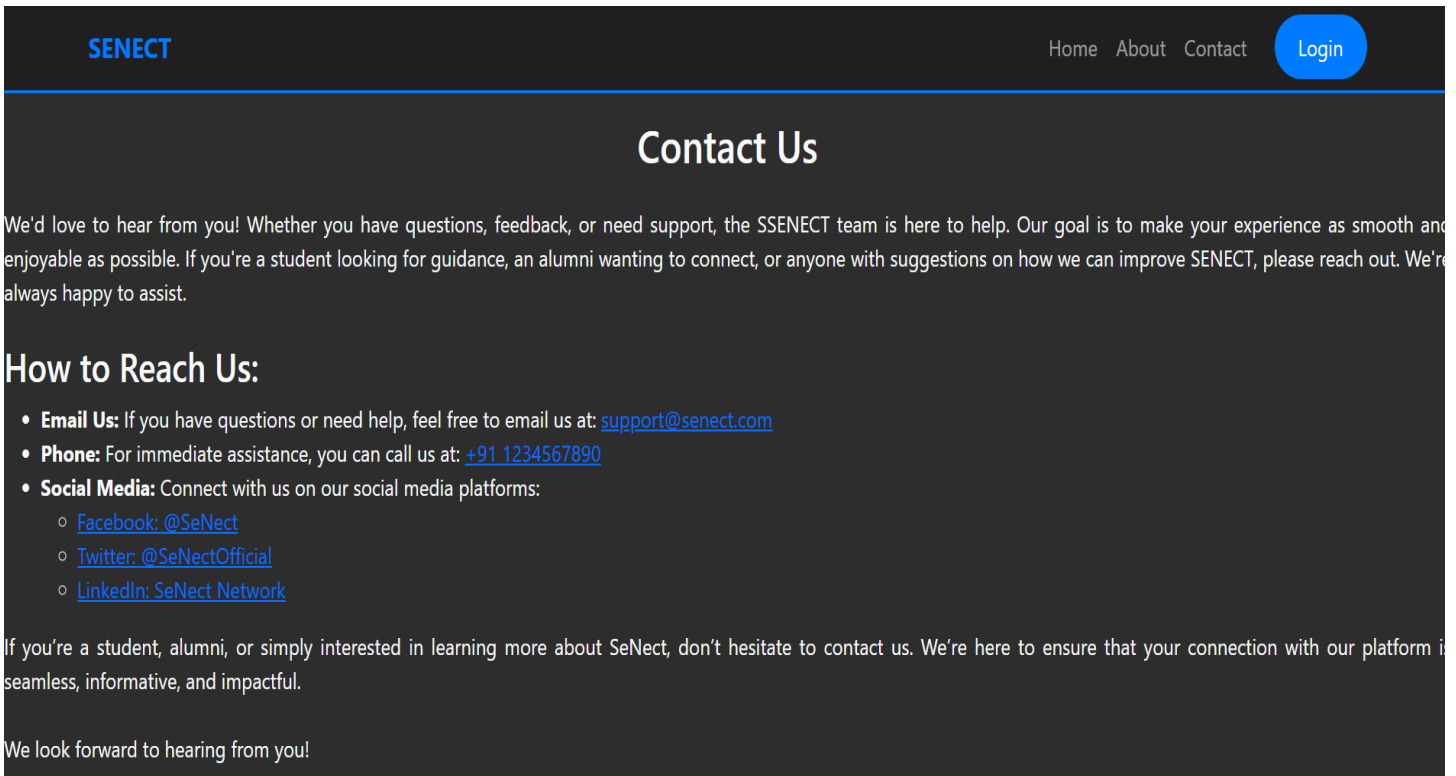 SENECT
Home About Contact Login
Contact Us
We'd love to hear from you! Whether you have questions, feedback, or need support, the SSENECT team is here to help. Our goal is to make your experience as smooth and
enjoyable as possible. If you're a student looking for guidance, an alumni wanting to connect, or anyone with suggestions on how we can improve SENECT, please reach out. We're
always happy to assist.
How to Reach Us:
• Email Us: If you have questions or need help, feel free to email us at: support@senect.com
• Phone: For immediate assistance, you can call us at: +91 1234567890
• Social Media: Connect with us on our social media platforms:
○ Facebook: @SeNect
○ Twitter: @SeNectOfficial
○ LinkedIn: SeNect Network
If you’re a student, alumni, or simply interested in learning more about SeNect, don’t hesitate to contact us. We’re here to ensure that your connection with our platform is
seamless, informative, and impactful.
We look forward to hearing from you!